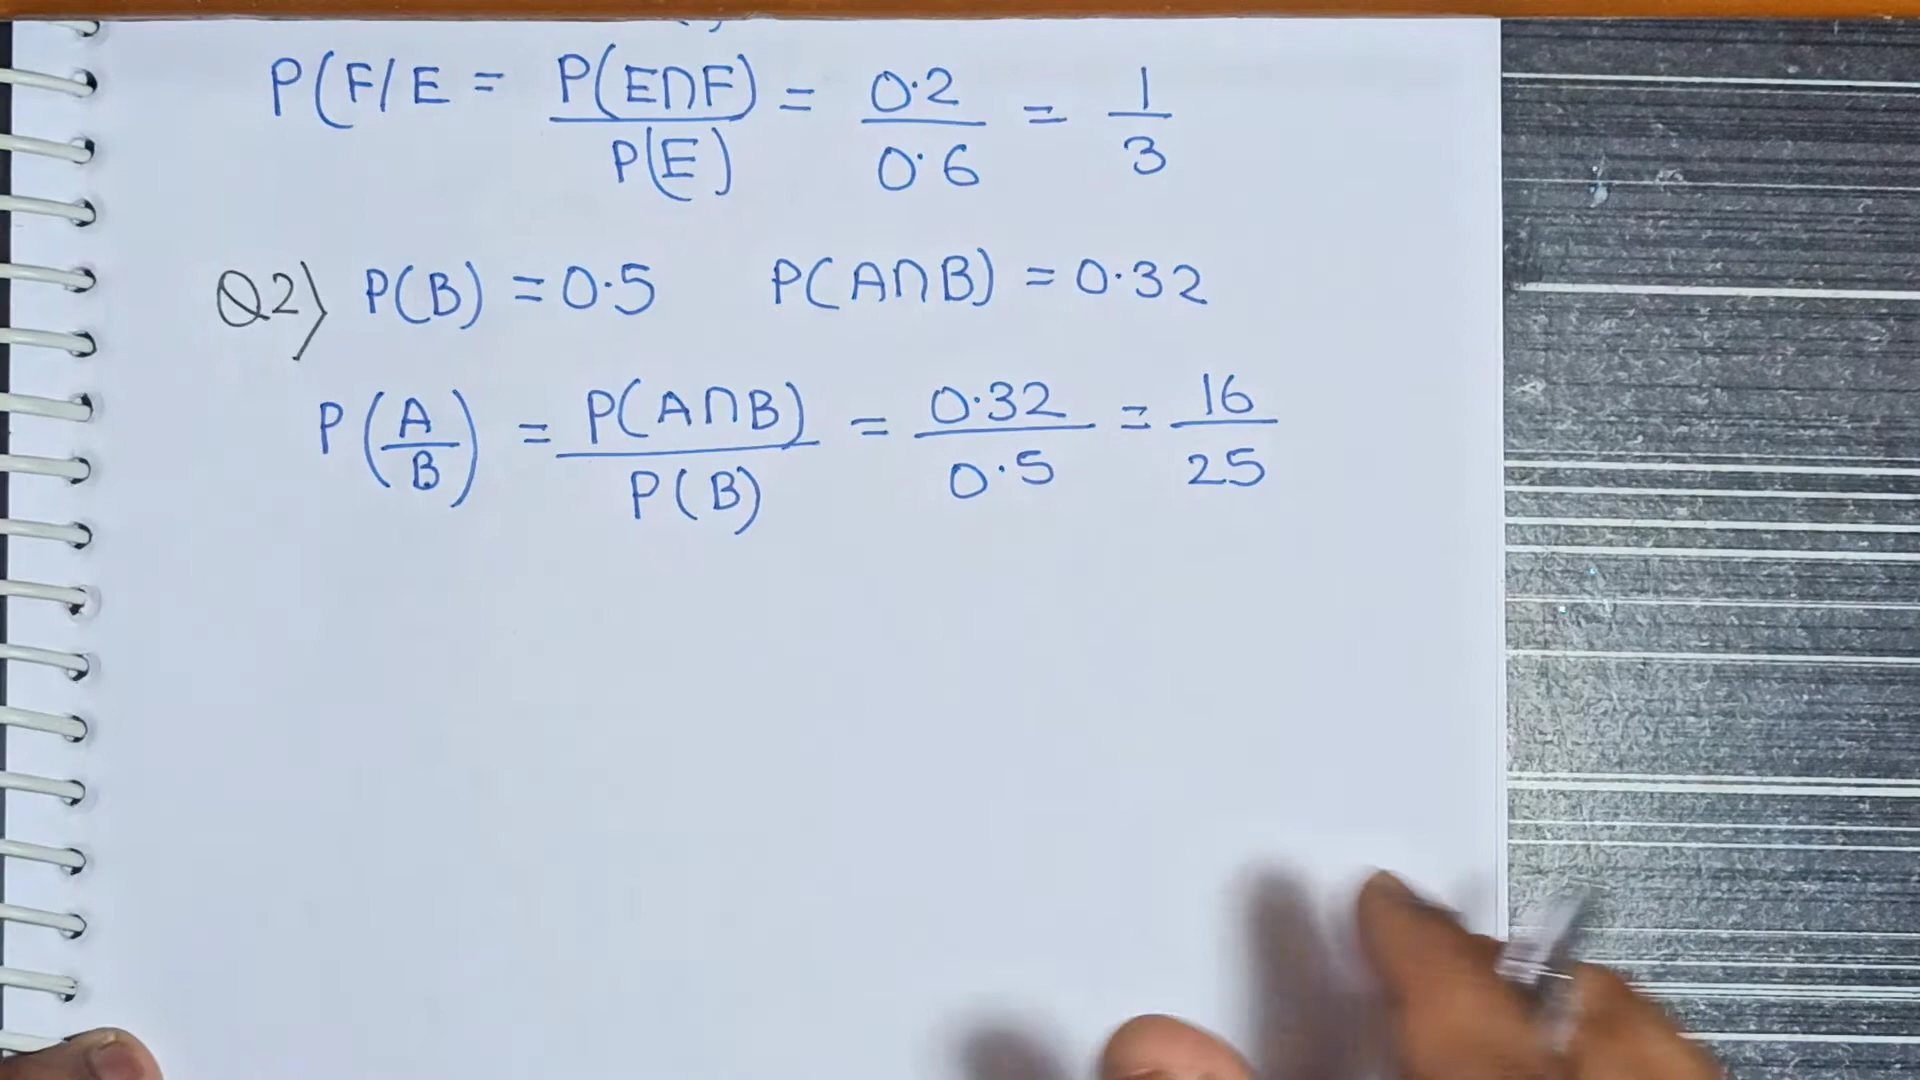 P(F/E = P(E∩F)/P(E) = 0.2/0.6 = 1/3
Q2) P(B) = 0.5 P(A∩B) = 0.32
P(A/B) = P(A∩B)/P(B) = 0.32/0.5 = 16/25